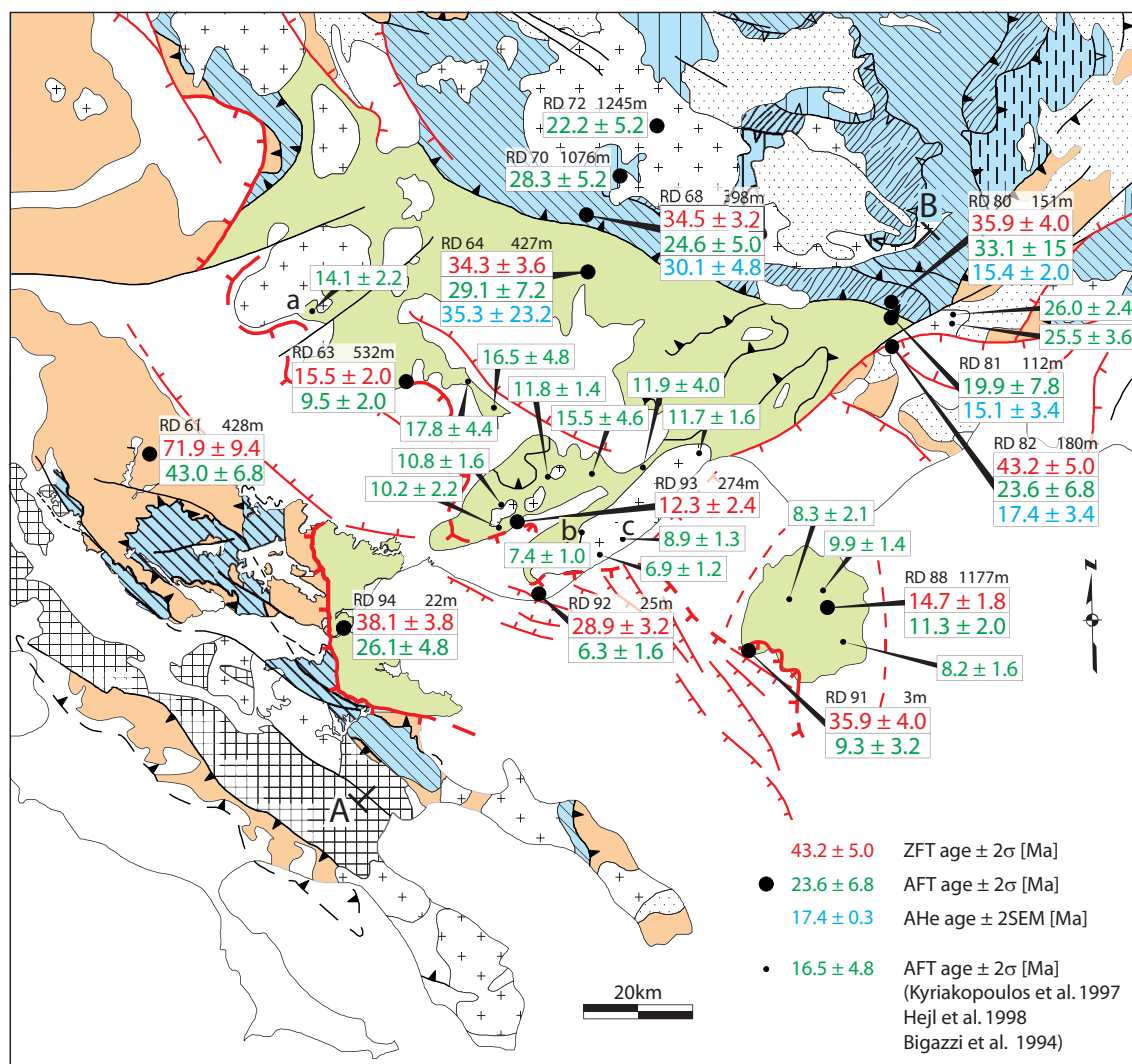 RD 72 1245m
22.2 ± 5.2
RD 70 1076m
28.3 ± 5.2
RD 68 398m
34.5 ± 3.2
24.6 ± 5.0
30.1 ± 4.8
B
RD 80 151m
35.9 ± 4.0
33.1 ± 15
15.4 ± 2.0
RD 64 427m
34.3 ± 3.6
29.1 ± 7.2
35.3 ± 23.2
14.1 ± 2.2
a
26.0 ± 2.4
25.5 ± 3.6
RD 63 532m
15.5 ± 2.0
9.5 ± 2.0
16.5 ± 4.8
17.8 ± 4.4
11.8 ± 1.4
15.5 ± 4.6
11.9 ± 4.0
11.7 ± 1.6
RD 81 112m
19.9 ± 7.8
15.1 ± 3.4
RD 61 428m
71.9 ± 9.4
43.0 ± 6.8
10.8 ± 1.6
10.2 ± 2.2
RD 93 274m
12.3 ± 2.4
RD 82 180m
43.2 ± 5.0
23.6 ± 6.8
17.4 ± 3.4
b
c
7.4 ± 1.0
8.9 ± 1.3
6.9 ± 1.2
8.3 ± 2.1
9.9 ± 1.4
RD 88 1177m
14.7 ± 1.8
11.3 ± 2.0
8.2 ± 1.6
N
RD 94 22m
38.1 ± 3.8
26.1 ± 4.8
RD 92 25m
28.9 ± 3.2
6.3 ± 1.6
RD 91 3m
35.9 ± 4.0
9.3 ± 3.2
A
43.2 ± 5.0 ZFT age ± 2σ [Ma]
23.6 ± 6.8 AFT age ± 2σ [Ma]
17.4 ± 0.3 AHe age ± 2SEM [Ma]
16.5 ± 4.8 AFT age ± 2σ [Ma]
(Kyriakopoulos et al. 1997
Hejl et al. 1998
Bigazzi et al. 1994)
20km